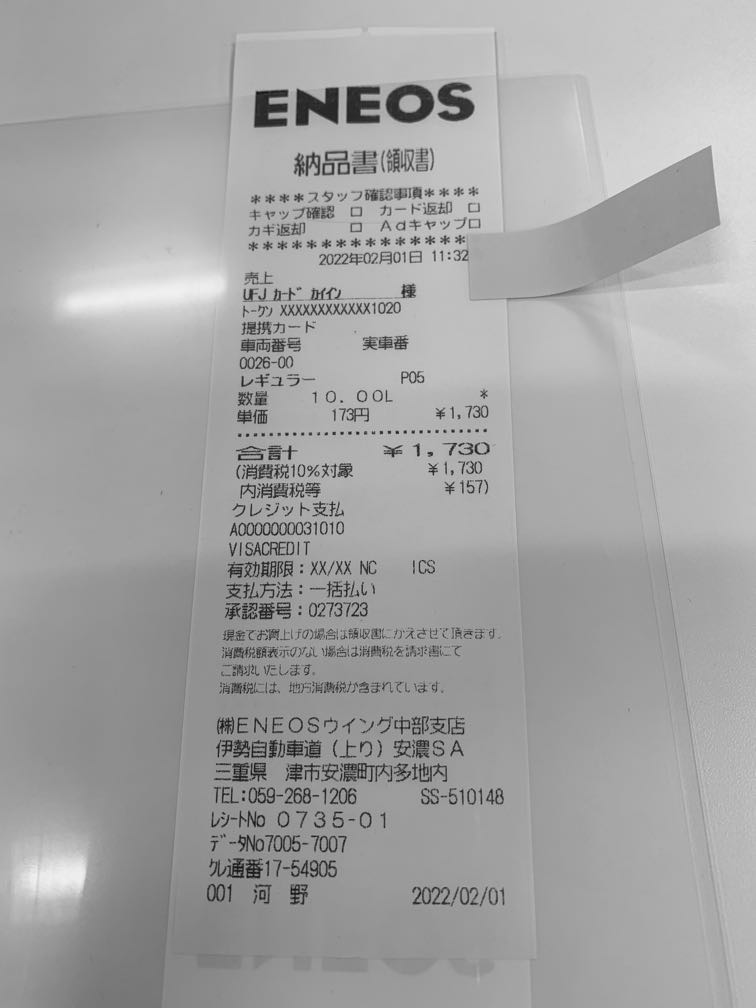 ENEOS
納品書(領収書)
****スタッフ確認事項****
キャップ確認 □ カード返却 □
カギ返却 □ Adキャップ□
***************
2022年02月01日 11:32
売上
UFJ カード カイイン 様
トークン XXXXXXXXXXXX1020
提携カード
車両番号 実車番
0026-00
レギュラー P05
数量 10.00L *
単価 173円 ¥1,730
合計 ¥1,730
(消費税10%対象 ¥1,730
内消費税等 ¥157)
クレジット支払
A0000000031010
VISACREDIT
有効期限:XX/XX NC ICS
支払方法:一括払い
承認番号:0273723
現金でお買上げの場合は領収書にかえさせて頂きます。
消費税額表示のない場合は消費税を請求書にて
ご請求いたします。
消費税には、地方消費税が含まれています。
(株)ENEOSウイング中部支店
伊勢自動車道(上り)安濃SA
三重県 津市安濃町内多地内
TEL:059-268-1206 SS-510148
レシートNo 0735-01
データNo7005-7007
クレ通番17-54905
001 河 野 2022/02/01
ENEOS